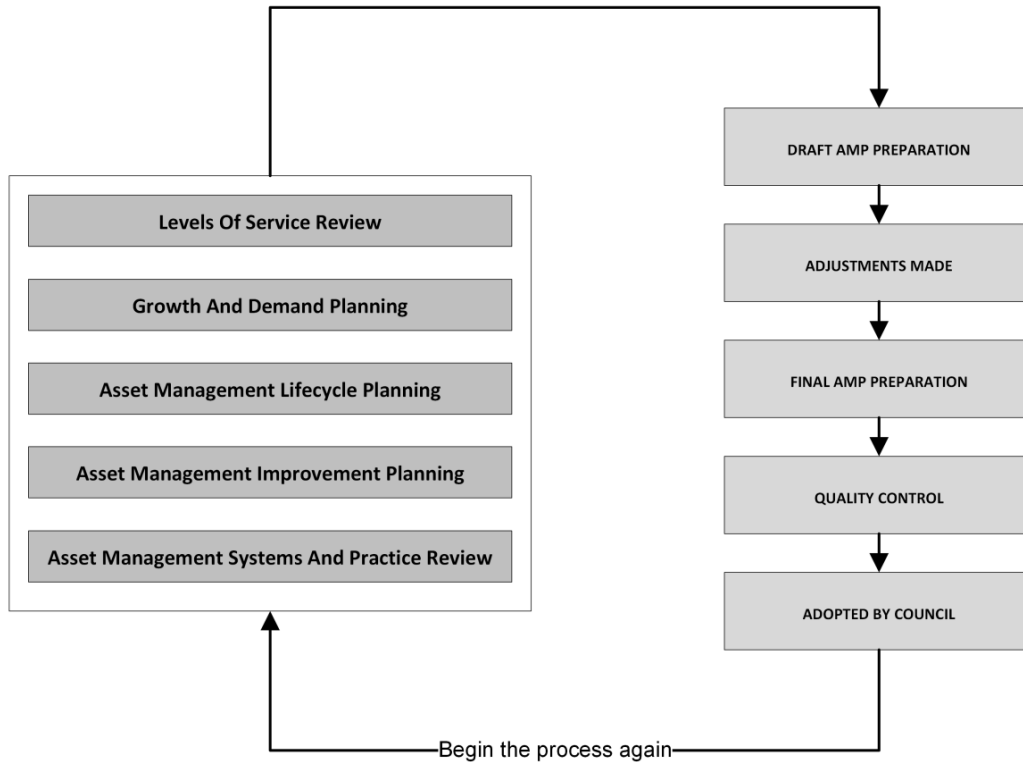 Levels Of Service Review
Growth And Demand Planning
Asset Management Lifecycle Planning
Asset Management Improvement Planning
Asset Management Systems And Practice Review
DRAFT AMP PREPARATION
ADJUSTMENTS MADE
FINAL AMP PREPARATION
QUALITY CONTROL
ADOPTED BY COUNCIL
Begin the process again